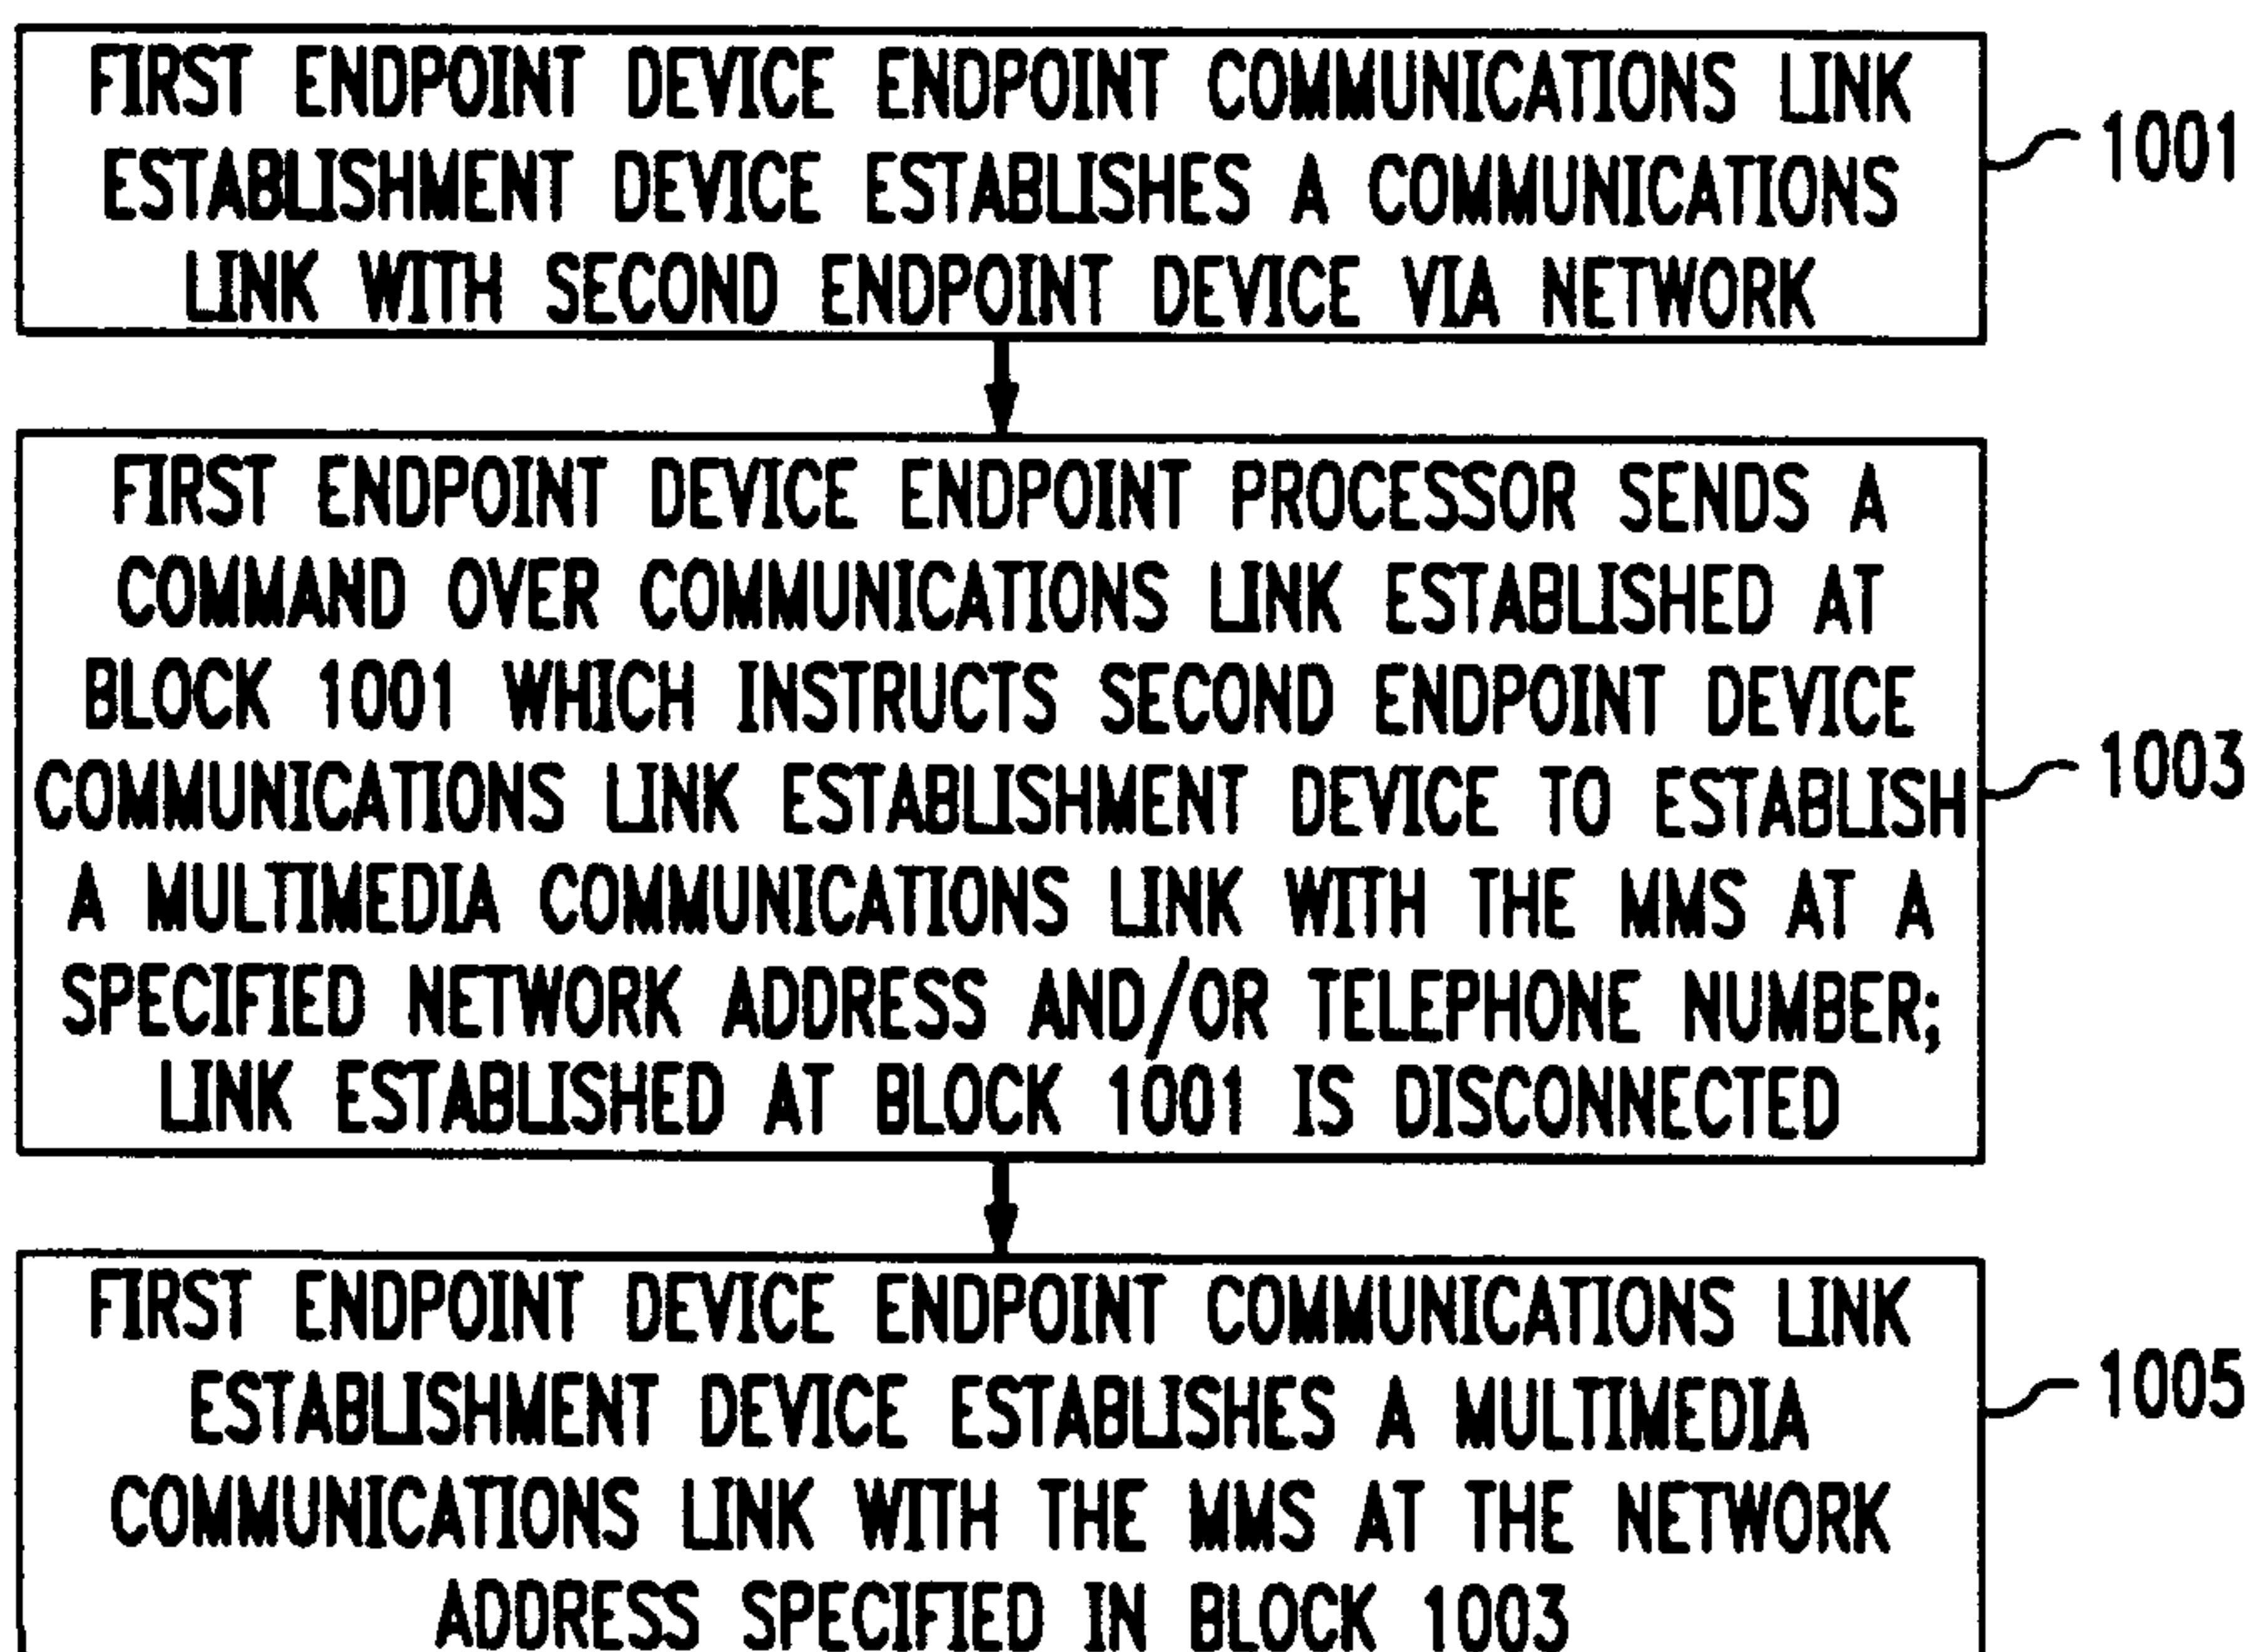 FIRST ENDPOINT DEVICE ENDPOINT COMMUNICATIONS LINK
ESTABLISHMENT DEVICE ESTABLISHES A COMMUNICATIONS
LINK WITH SECOND ENDPOINT DEVICE VIA NETWORK
1001
FIRST ENDPOINT DEVICE ENDPOINT PROCESSOR SENDS A
COMMAND OVER COMMUNICATIONS LINK ESTABLISHED AT
BLOCK 1001 WHICH INSTRUCTS SECOND ENDPOINT DEVICE
COMMUNICATIONS LINK ESTABLISHMENT DEVICE TO ESTABLISH
A MULTIMEDIA COMMUNICATIONS LINK WITH THE MMS AT A
SPECIFIED NETWORK ADDRESS AND/OR TELEPHONE NUMBER;
LINK ESTABLISHED AT BLOCK 1001 IS DISCONNECTED
1003
FIRST ENDPOINT DEVICE ENDPOINT COMMUNICATIONS LINK
ESTABLISHMENT DEVICE ESTABLISHES A MULTIMEDIA
COMMUNICATIONS LINK WITH THE MMS AT THE NETWORK
ADDRESS SPECIFIED IN BLOCK 1003
1005